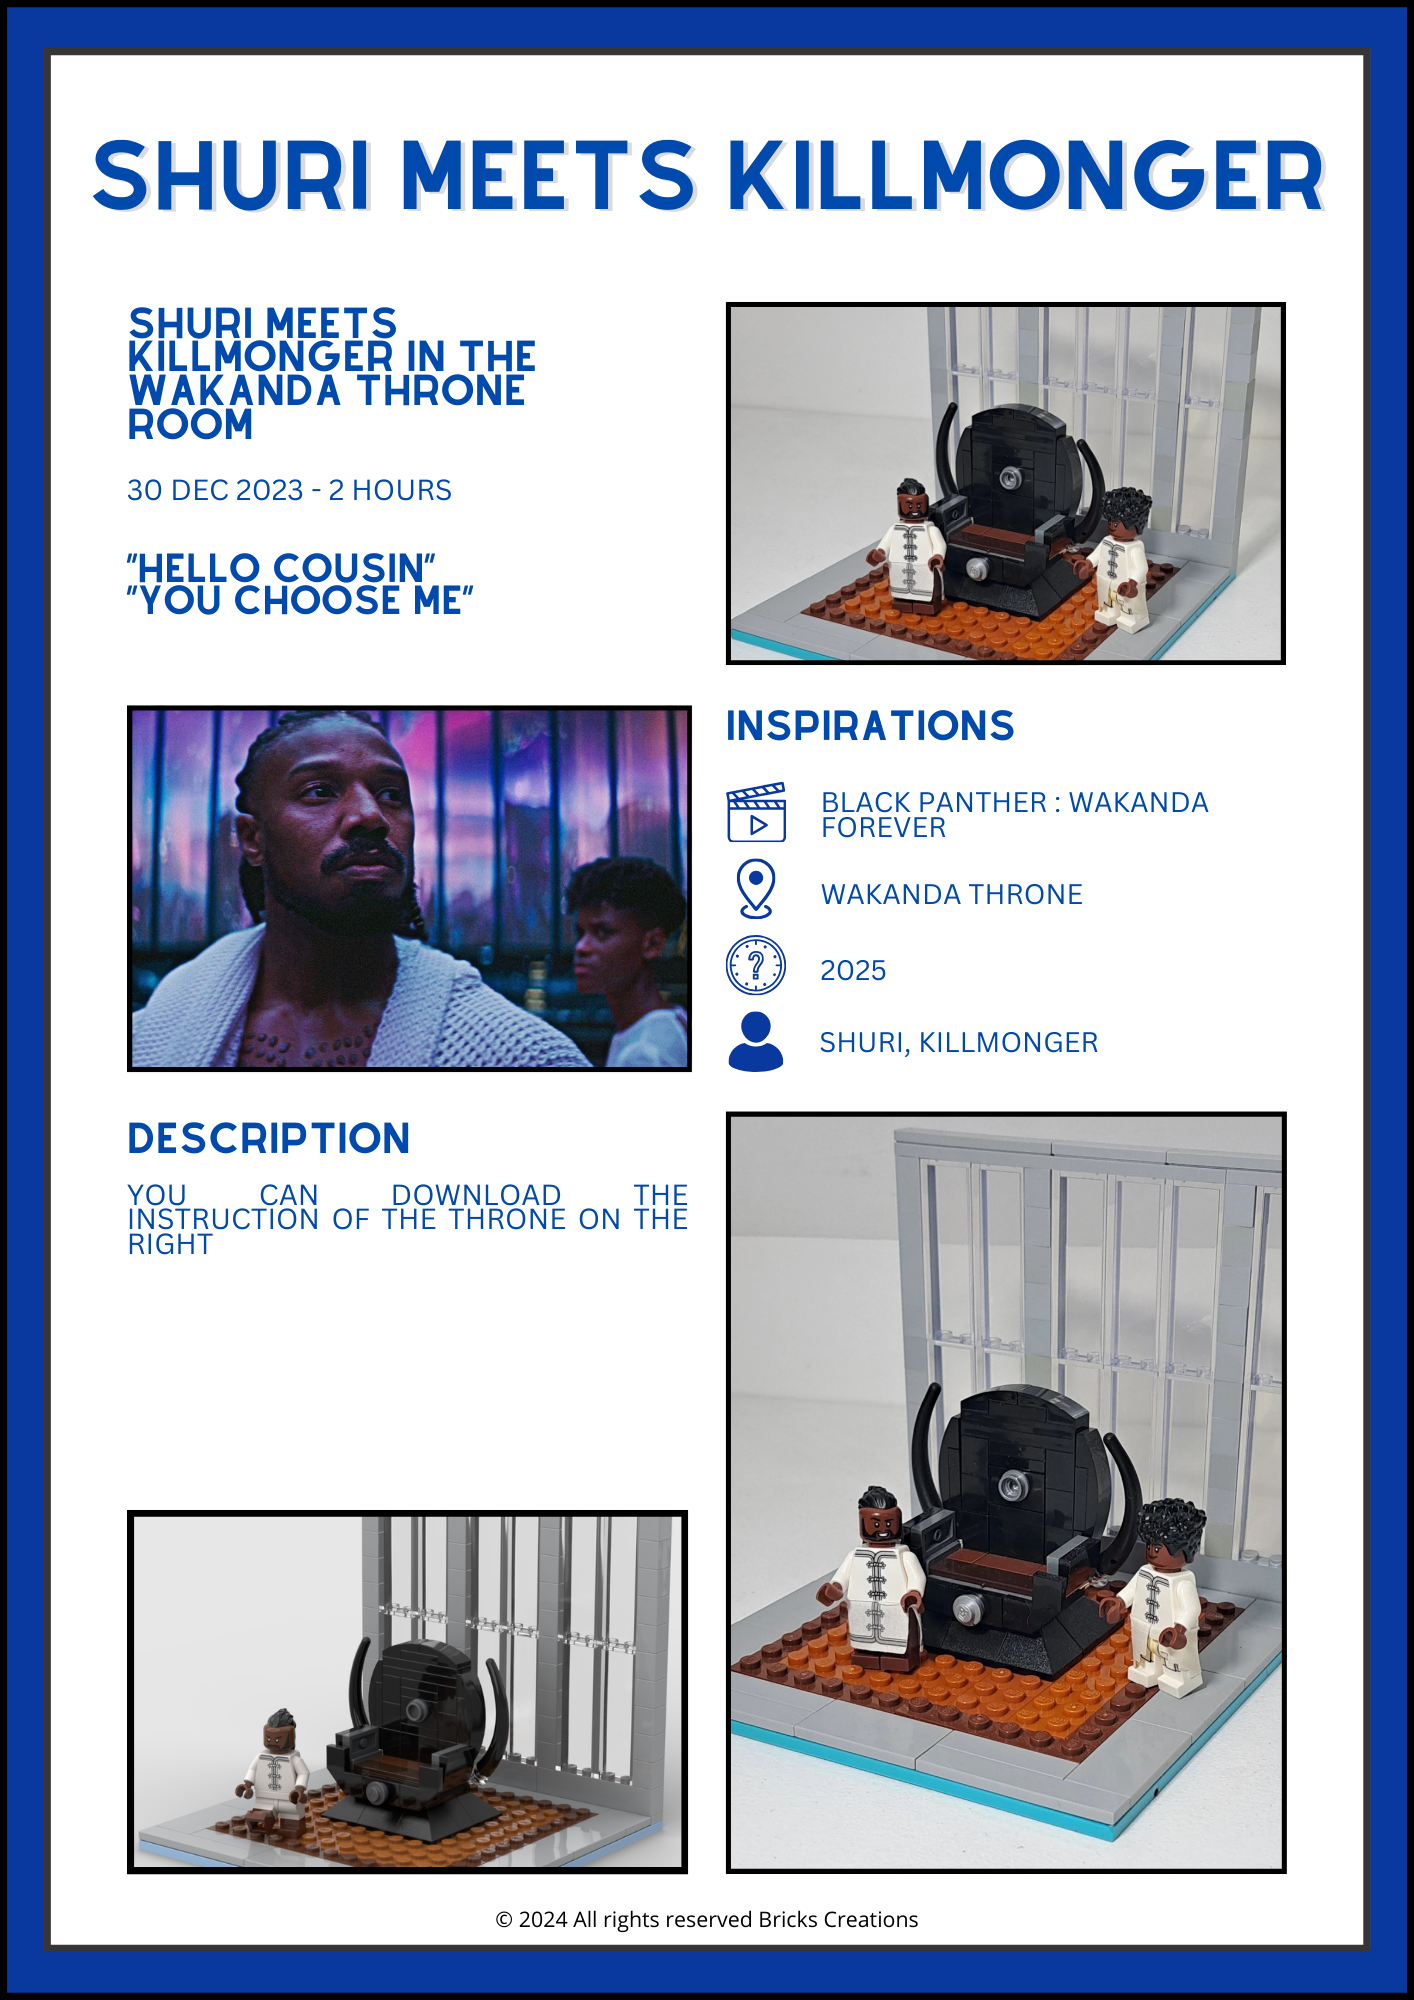 SHURI MEETS KILLMONGER
SHURI MEETS
KILLMONGER IN THE
WAKANDA THRONE
ROOM
30 DEC 2023 - 2 HOURS
"HELLO COUSIN"
"YOU CHOOSE ME"
INSPIRATIONS
BLACK PANTHER : WAKANDA
FOREVER
WAKANDA THRONE
?
2025
SHURI, KILLMONGER
DESCRIPTION
YOU CAN DOWNLOAD THE
INSTRUCTION OF THE THRONE ON THE
RIGHT
© 2024 All rights reserved Bricks Creations